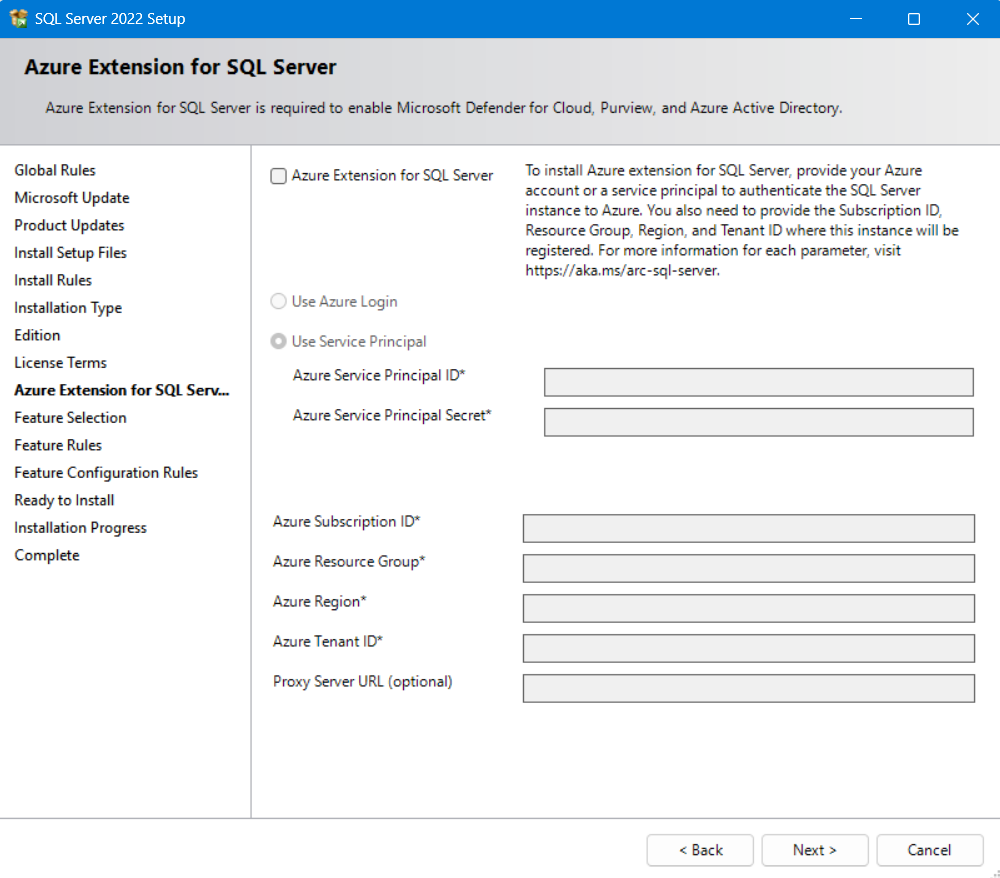 SQL Server 2022 Setup
Azure Extension for SQL Server
Azure Extension for SQL Server is required to enable Microsoft Defender for Cloud, Purview, and Azure Active Directory.
Global Rules
Microsoft Update
Product Updates
Install Setup Files
Install Rules
Installation Type
Edition
License Terms
Azure Extension for SQL Serv...
Feature Selection
Feature Rules
Feature Configuration Rules
Ready to Install
Installation Progress
Complete
Azure Extension for SQL Server
To install Azure extension for SQL Server, provide your Azure
account or a service principal to authenticate the SQL Server
instance to Azure. You also need to provide the Subscription ID,
Resource Group, Region, and Tenant ID where this instance will be
registered. For more information for each parameter, visit
https://aka.ms/arc-sql-server.
Use Azure Login
Use Service Principal
Azure Service Principal ID*
Azure Service Principal Secret*
Azure Subscription ID*
Azure Resource Group*
Azure Region*
Azure Tenant ID*
Proxy Server URL (optional)
< Back
Next >
Cancel